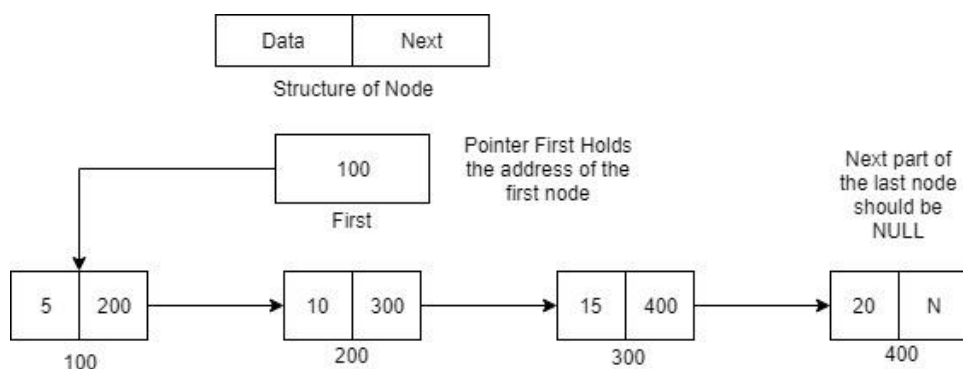 Data Next
Structure of Node
100
First
Pointer First Holds
the address of the
first node
Next part of
the last node
should be
NULL
5 200
100
10 300
200
15 400
300
20 N
400